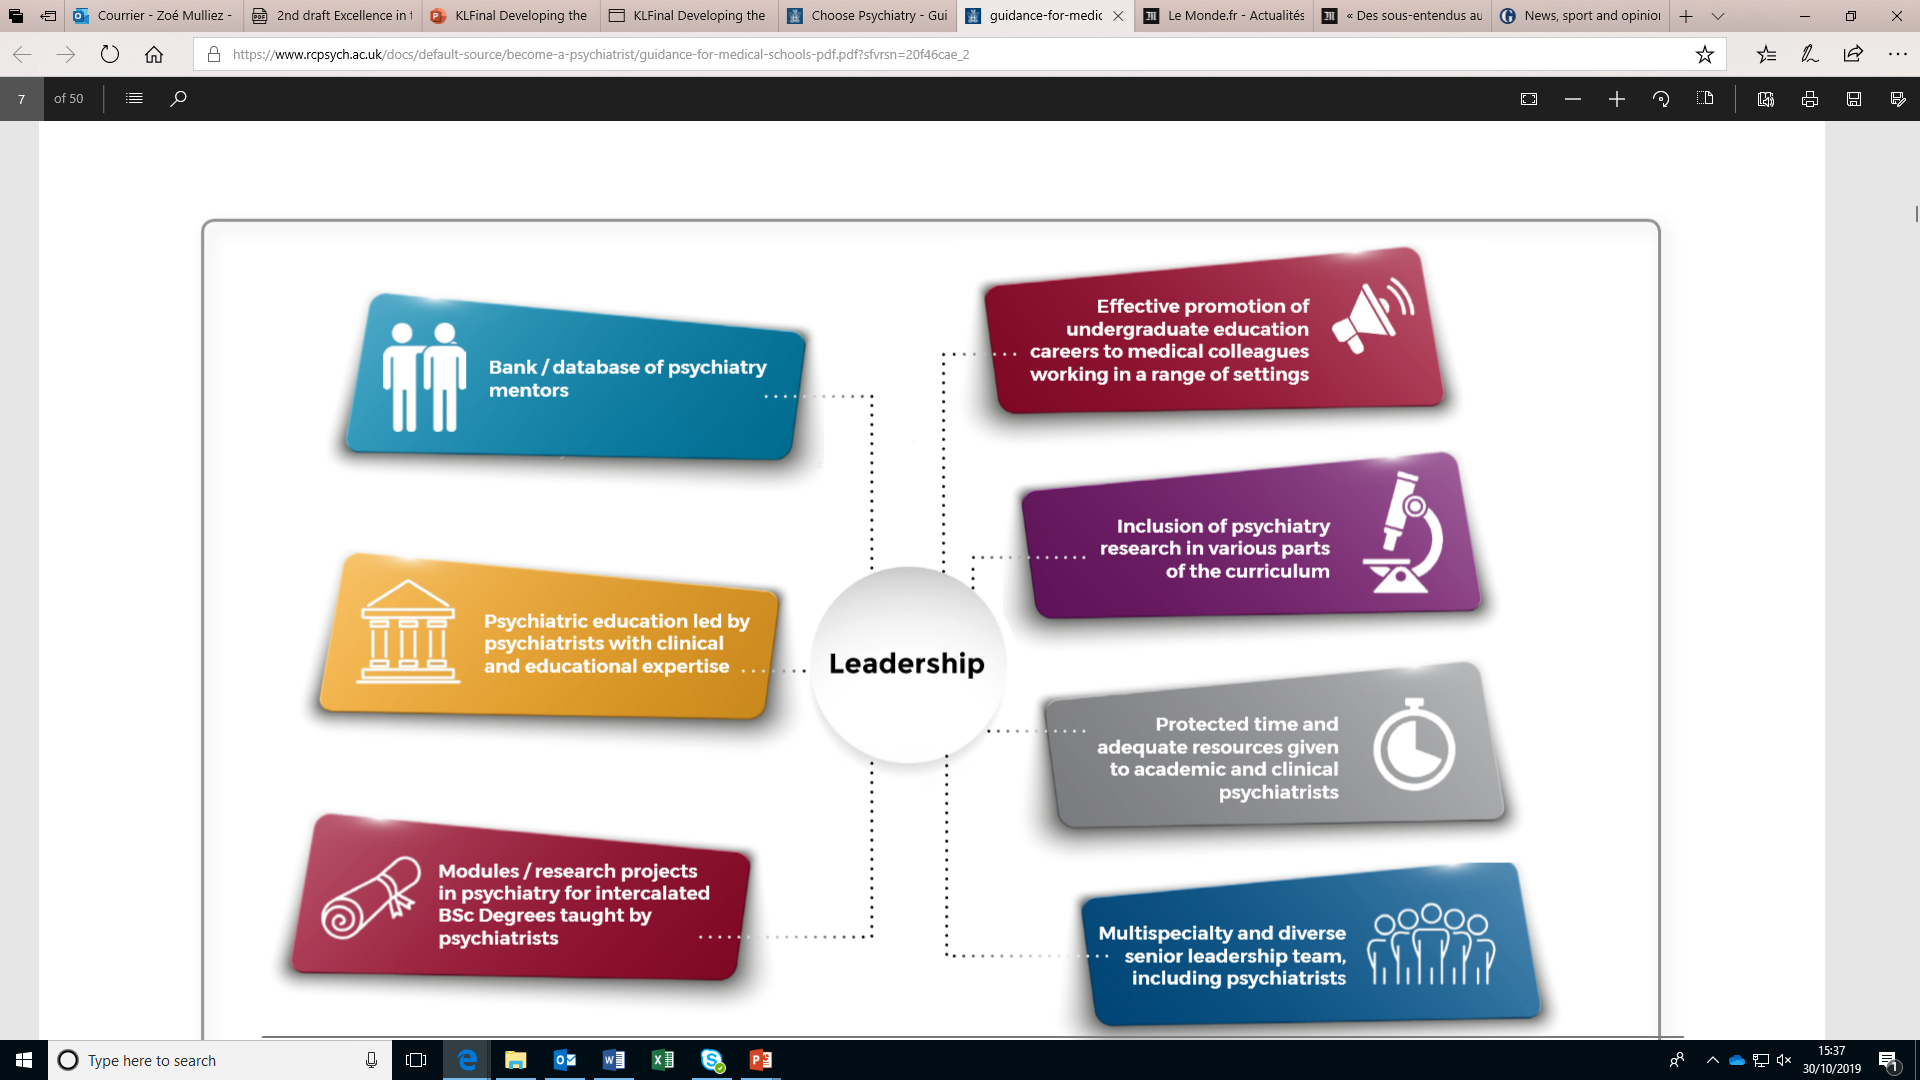 Courrier - Zoé Mulliez -
2nd draft Excellence in t
KLFinal Developing the
KLFinal Developing the
Choose Psychiatry - Gui
guidance-for-medic
Le Monde.fr - Actualités
« Des sous-entendus au
News, sport and opinion
https://www.rcpsych.ac.uk/docs/default-source/become-a-psychiatrist/guidance-for-medical-schools-pdf.pdf?sfvrsn=20f46cae_2
7 of 50
Bank / database of psychiatry
mentors
Psychiatric education led by
psychiatrists with clinical
and educational expertise
Modules / research projects
in psychiatry for intercalated
BSc Degrees taught by
psychiatrists
Leadership
Effective promotion of
undergraduate education
careers to medical colleagues
working in a range of settings
Inclusion of psychiatry
research in various parts
of the curriculum
Protected time and
adequate resources given
to academic and clinical
psychiatrists
Multispecialty and diverse
senior leadership team,
including psychiatrists
Type here to search
15:37
30/10/2019
1